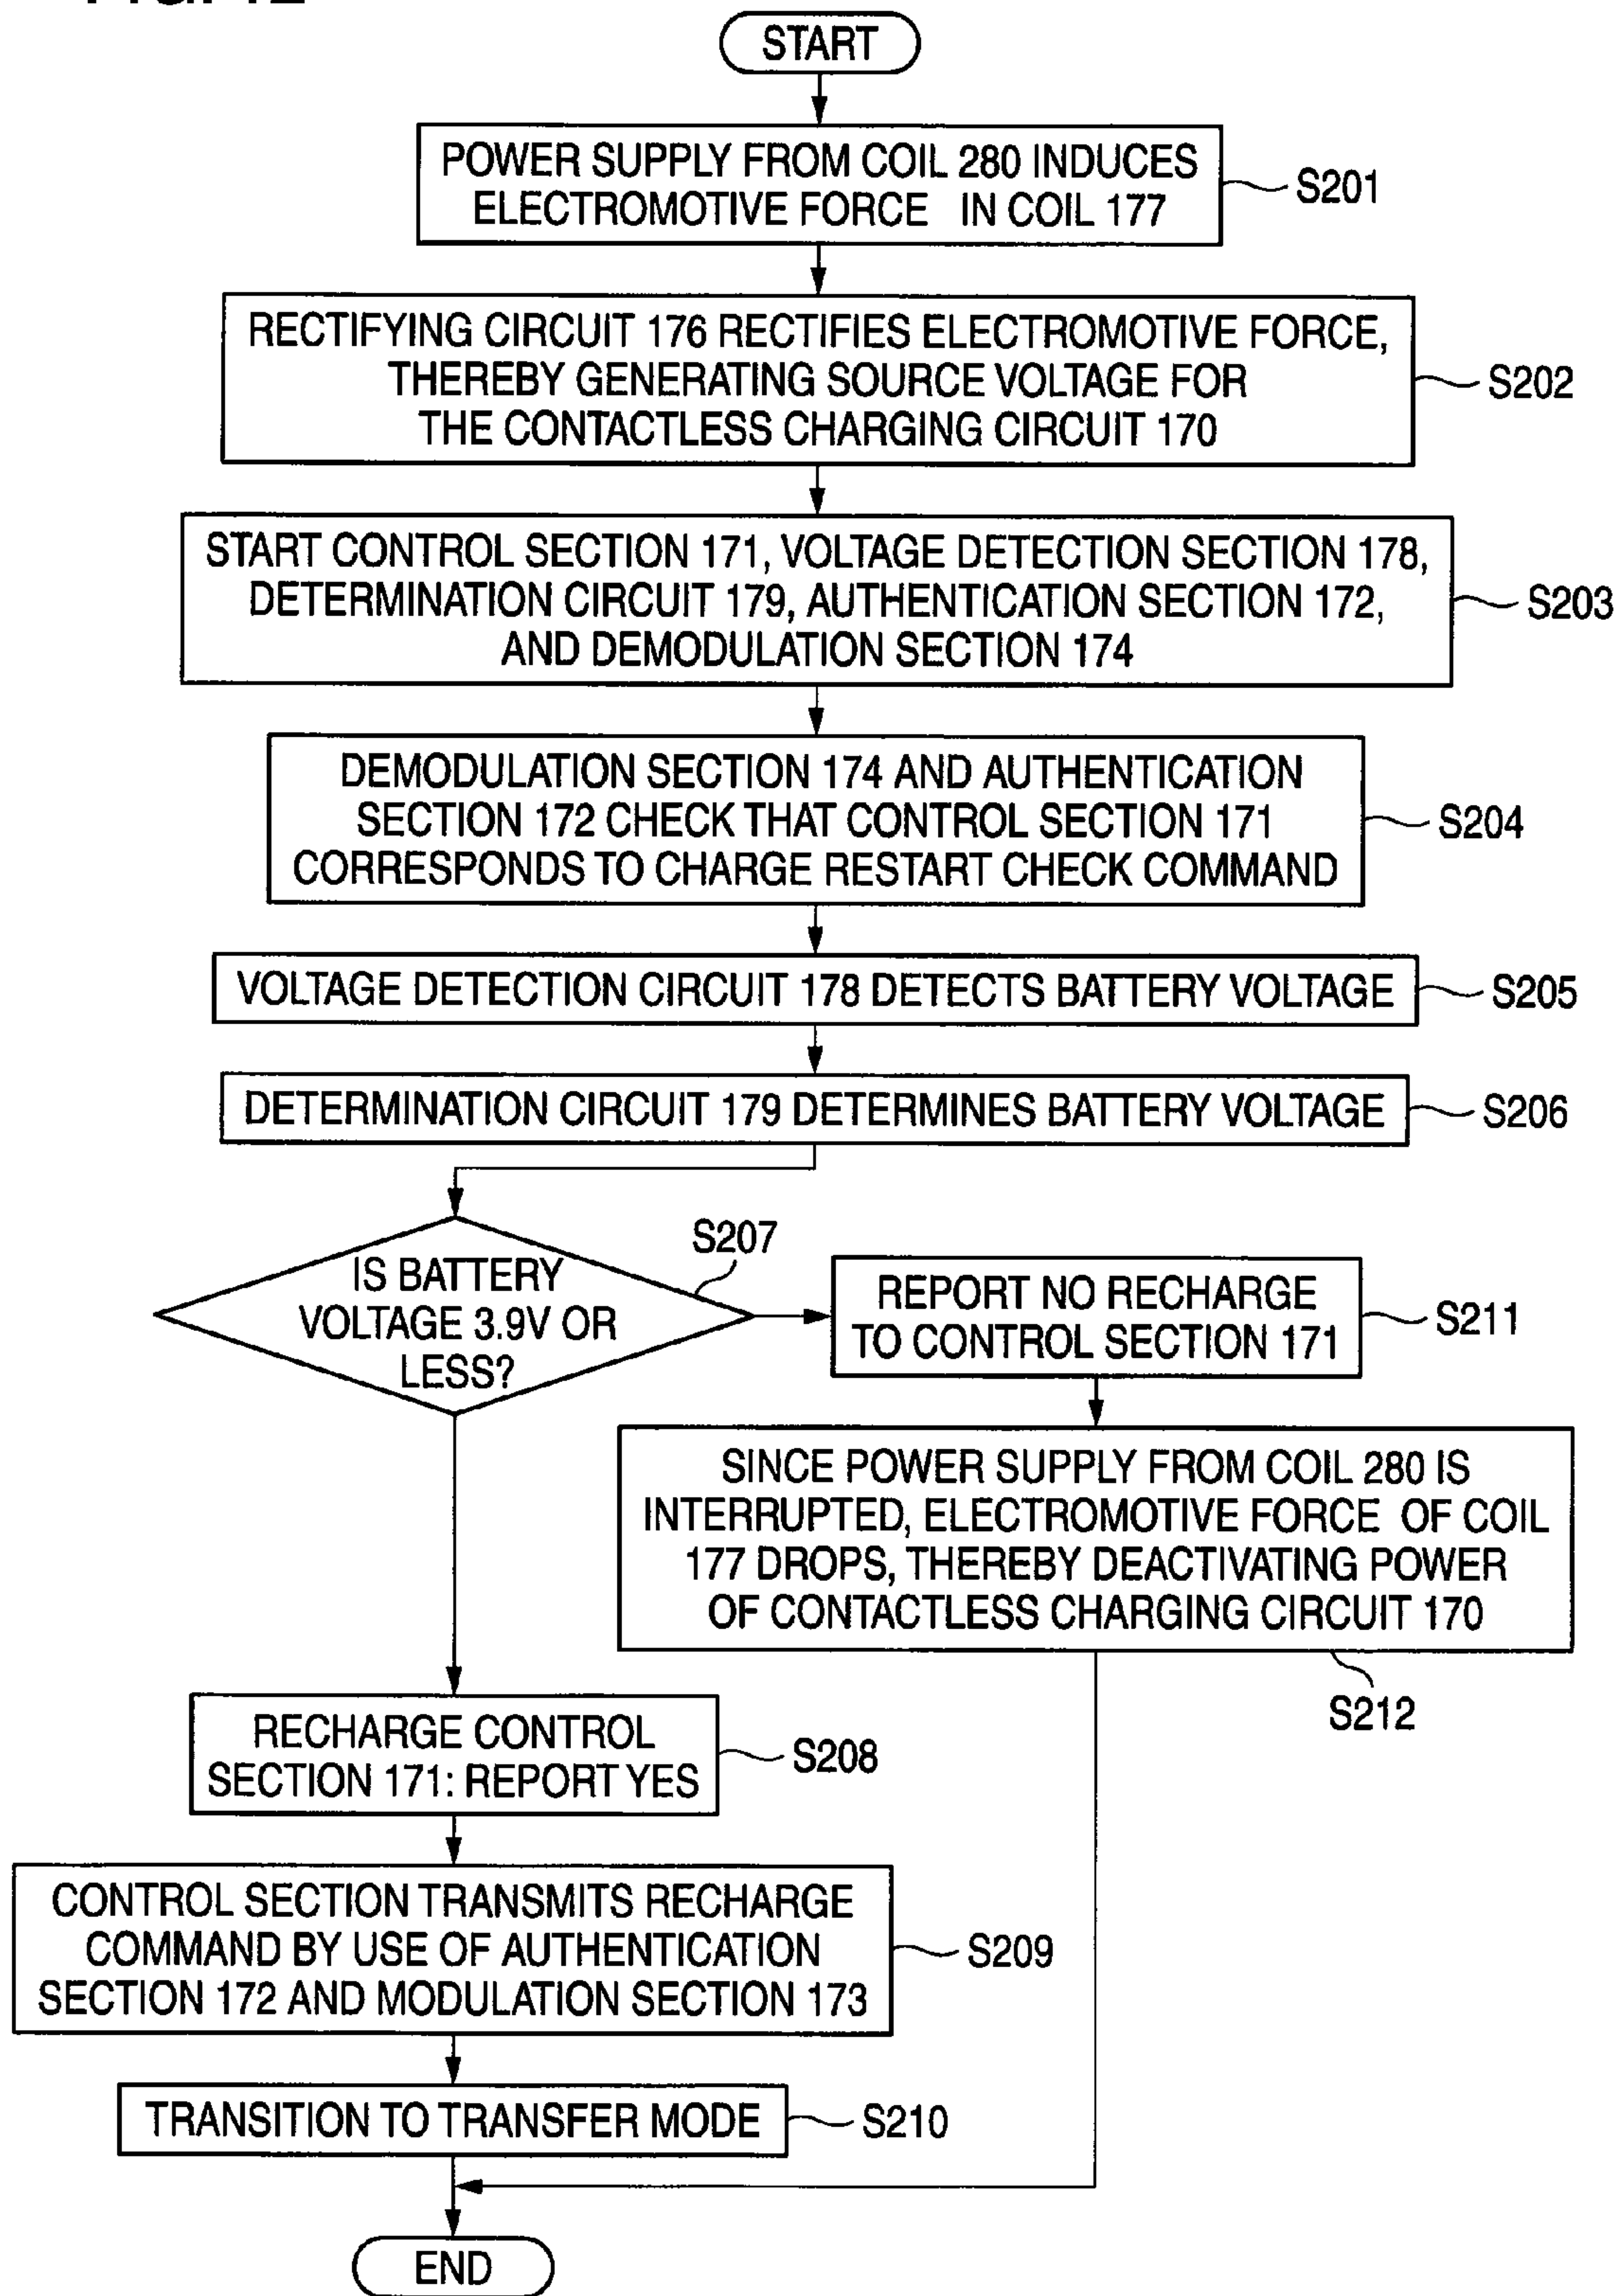 START
POWER SUPPLY FROM COIL 280 INDUCES
ELECTROMOTIVE FORCE IN COIL 177
S201
RECTIFYING CIRCUIT 176 RECTIFIES ELECTROMOTIVE FORCE,
THEREBY GENERATING SOURCE VOLTAGE FOR
THE CONTACTLESS CHARGING CIRCUIT 170
S202
START CONTROL SECTION 171, VOLTAGE DETECTION SECTION 178,
DETERMINATION CIRCUIT 179, AUTHENTICATION SECTION 172,
AND DEMODULATION SECTION 174
S203
DEMODULATION SECTION 174 AND AUTHENTICATION
SECTION 172 CHECK THAT CONTROL SECTION 171
CORRESPONDS TO CHARGE RESTART CHECK COMMAND
S204
VOLTAGE DETECTION CIRCUIT 178 DETECTS BATTERY VOLTAGE
S205
DETERMINATION CIRCUIT 179 DETERMINES BATTERY VOLTAGE
S206
IS BATTERY
VOLTAGE 3.9V OR
LESS?
S207
REPORT NO RECHARGE
TO CONTROL SECTION 171
S211
SINCE POWER SUPPLY FROM COIL 280 IS
INTERRUPTED, ELECTROMOTIVE FORCE OF COIL
177 DROPS, THEREBY DEACTIVATING POWER
OF CONTACTLESS CHARGING CIRCUIT 170
S212
RECHARGE CONTROL
SECTION 171: REPORT YES
S208
CONTROL SECTION TRANSMITS RECHARGE
COMMAND BY USE OF AUTHENTICATION
SECTION 172 AND MODULATION SECTION 173
S209
TRANSITION TO TRANSFER MODE
S210
END